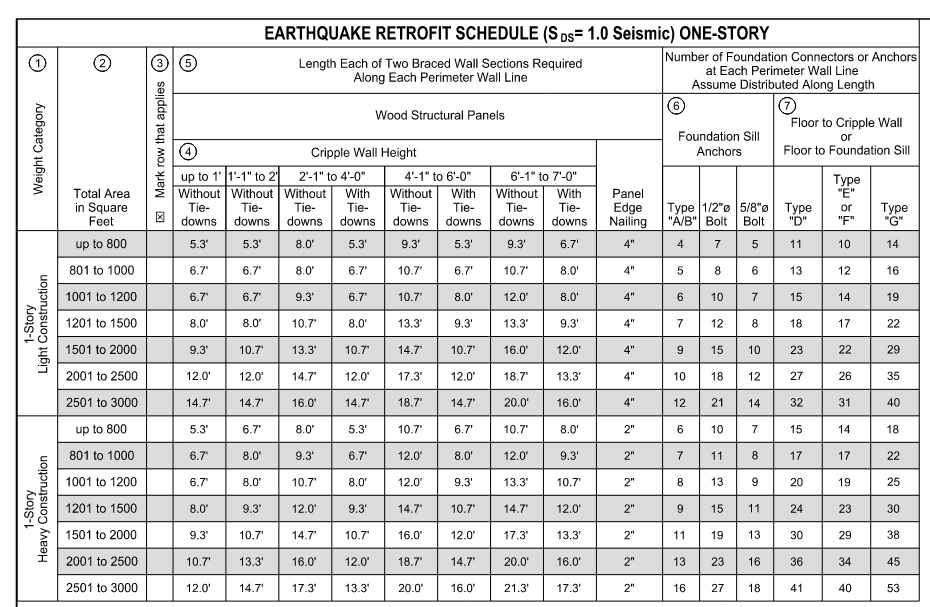 EARTHQUAKE RETROFIT SCHEDULE (S DS= 1.0 Seismic) ONE-STORY
1 2 3 5 Length Each of Two Braced Wall Sections Required
Along Each Perimeter Wall Line
Number of Foundation Connectors or Anchors
at Each Perimeter Wall Line
Assume Distributed Along Length
Weight Category
Total Area
in Square
Feet
☒ Mark row that applies
Wood Structural Panels
6
Foundation Sill
Anchors
7
Floor to Cripple Wall
or
Floor to Foundation Sill
4 Cripple Wall Height
up to 1' 1'-1" to 2' 2'-1" to 4'-0" 4'-1" to 6'-0" 6'-1" to 7'-0"
Without Without Without With Without With Without With
Tie- Tie- Tie- Tie- Tie- Tie- Tie- Tie-
downs downs downs downs downs downs downs downs
Panel
Edge
Nailing
Type
"A/B"
1/2"ø
Bolt
5/8"ø
Bolt
Type
"D"
Type
"E"
or
"F"
Type
"G"
1-Story
Light Construction
up to 800 5.3' 5.3' 8.0' 5.3' 9.3' 5.3' 9.3' 6.7' 4" 4 7 5 11 10 14
801 to 1000 6.7' 6.7' 8.0' 6.7' 10.7' 6.7' 10.7' 8.0' 4" 5 8 6 13 12 16
1001 to 1200 6.7' 6.7' 9.3' 6.7' 10.7' 8.0' 12.0' 8.0' 4" 6 10 7 15 14 19
1201 to 1500 8.0' 8.0' 10.7' 8.0' 13.3' 9.3' 13.3' 9.3' 4" 7 12 8 18 17 22
1501 to 2000 9.3' 10.7' 13.3' 10.7' 14.7' 10.7' 16.0' 12.0' 4" 9 15 10 23 22 29
2001 to 2500 12.0' 12.0' 14.7' 12.0' 17.3' 12.0' 18.7' 13.3' 4" 10 18 12 27 26 35
2501 to 3000 14.7' 14.7' 16.0' 14.7' 18.7' 14.7' 20.0' 16.0' 4" 12 21 14 32 31 40
1-Story
Heavy Construction
up to 800 5.3' 6.7' 8.0' 5.3' 10.7' 6.7' 10.7' 8.0' 2" 6 10 7 15 14 18
801 to 1000 6.7' 8.0' 9.3' 6.7' 12.0' 8.0' 12.0' 9.3' 2" 7 11 8 17 17 22
1001 to 1200 6.7' 8.0' 10.7' 8.0' 12.0' 9.3' 13.3' 10.7' 2" 8 13 9 20 19 25
1201 to 1500 8.0' 9.3' 12.0' 9.3' 14.7' 10.7' 14.7' 12.0' 2" 9 15 11 24 23 30
1501 to 2000 9.3' 10.7' 14.7' 10.7' 16.0' 12.0' 17.3' 13.3' 2" 11 19 13 30 29 38
2001 to 2500 10.7' 13.3' 16.0' 12.0' 18.7' 14.7' 20.0' 16.0' 2" 13 23 16 36 34 45
2501 to 3000 12.0' 14.7' 17.3' 13.3' 20.0' 16.0' 21.3' 17.3' 2" 16 27 18 41 40 53